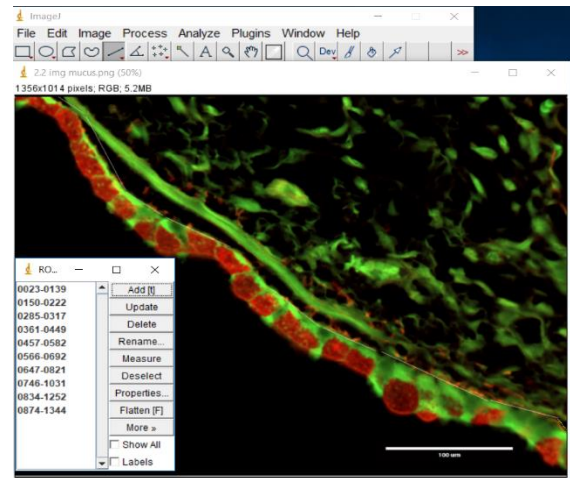 ImageJ
File Edit Image Process Analyze Plugins Window Help
A Dev >>
2.2 img mucus.png (50%)
1356x1014 pixels; RGB; 5.2MB
RO...
0023-0139
0150-0222
0285-0317
0361-0449
0457-0582
0566-0692
0647-0821
0746-1031
0834-1252
0874-1344
Add [t]
Update
Delete
Rename...
Measure
Deselect
Properties...
Flatten [F]
More »
Show All
Labels
100 um